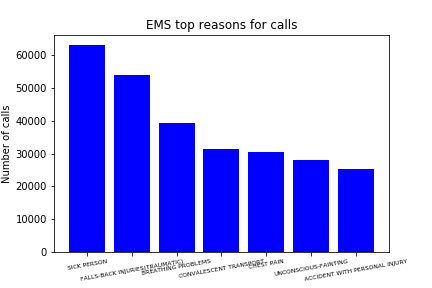 EMS top reasons for calls
Number of calls
60000
50000
40000
30000
20000
10000
0
SICK PERSON
FALLS-BACK INJURIES(TRAUMATIC)
BREATHING PROBLEMS
CONVALESCENT TRANSPORT
CHEST PAIN
UNCONSCIOUS-FAINTING
ACCIDENT WITH PERSONAL INJURY